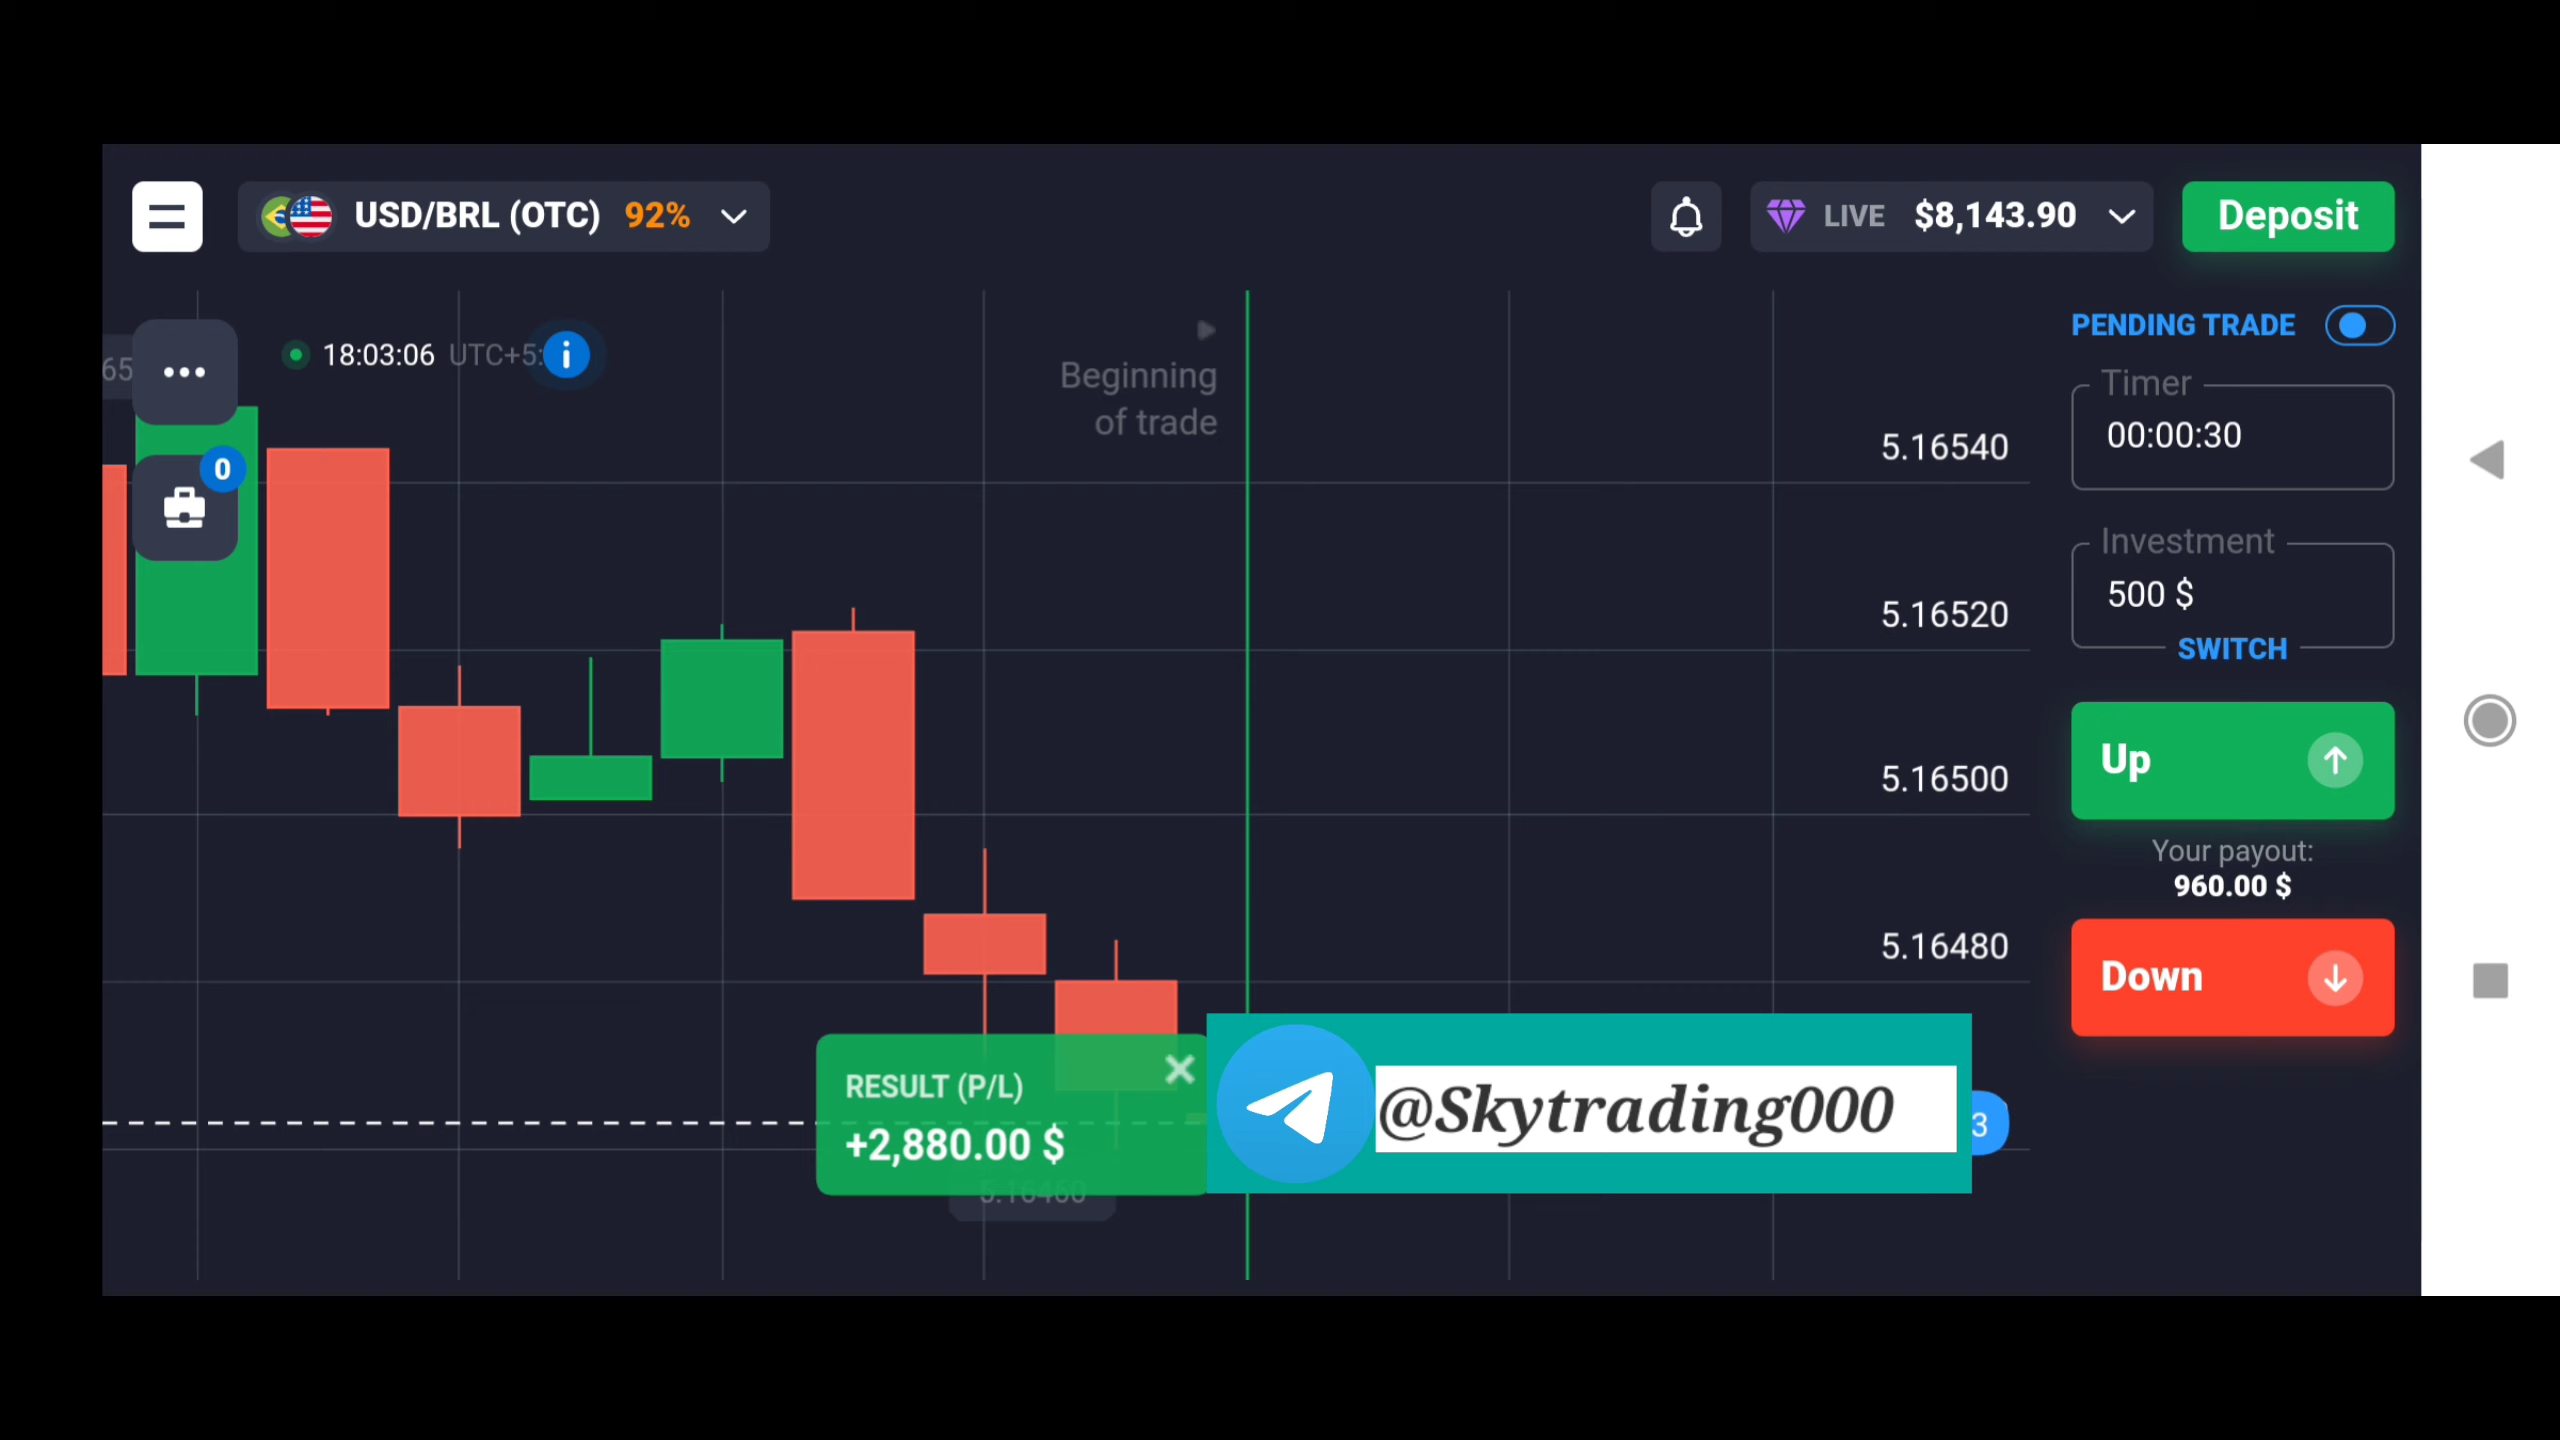 USD/BRL (OTC) 92%
LIVE $8,143.90
Deposit
65
18:03:06 UTC+5:
Beginning
of trade
PENDING TRADE
Timer
00:00:30
0
Investment
500 $
SWITCH
5.16540
5.16520
5.16500
5.16480
Up
Your payout:
960.00 $
Down
RESULT (P/L)
+2,880.00 $
@Skytrading000
3
5.16460